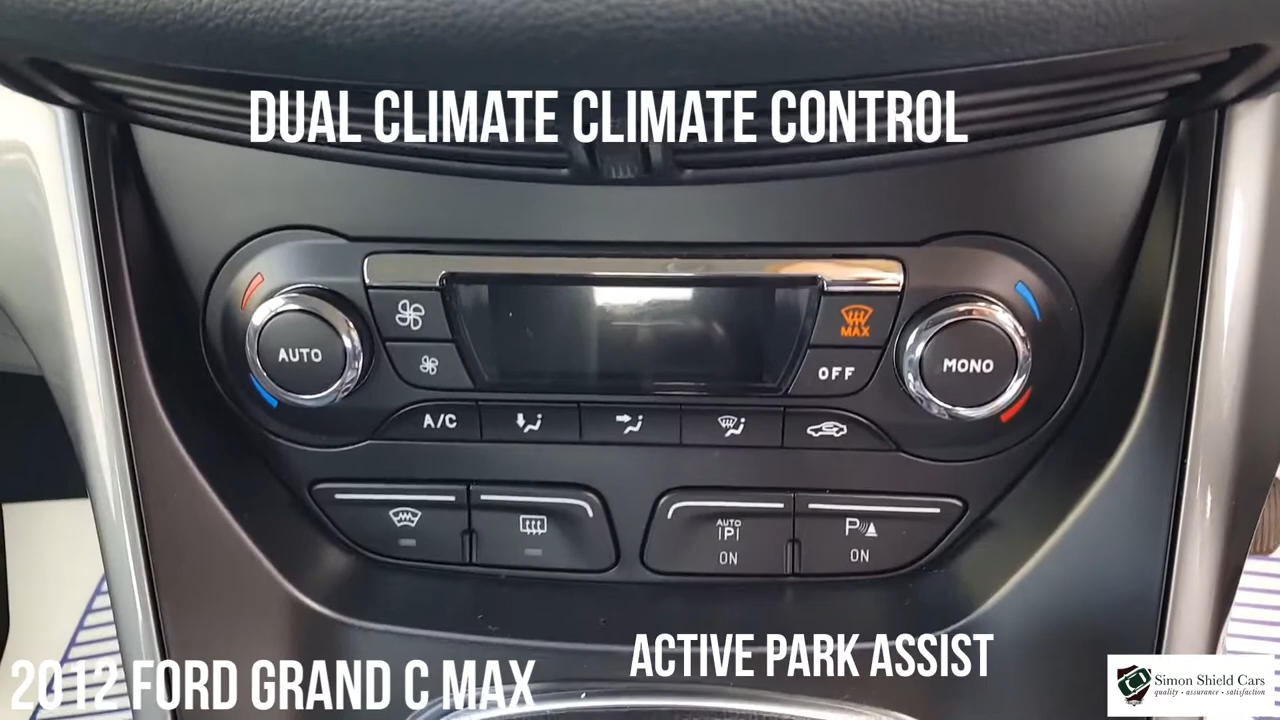 DUAL CLIMATE CLIMATE CONTROL
MAX
AUTO
OFF
MONO
A/C
AUTO
P
P
ON
ON
ACTIVE PARK ASSIST
2012 FORD GRAND C MAX
Simon Shield Cars
quality • assurance • satisfaction